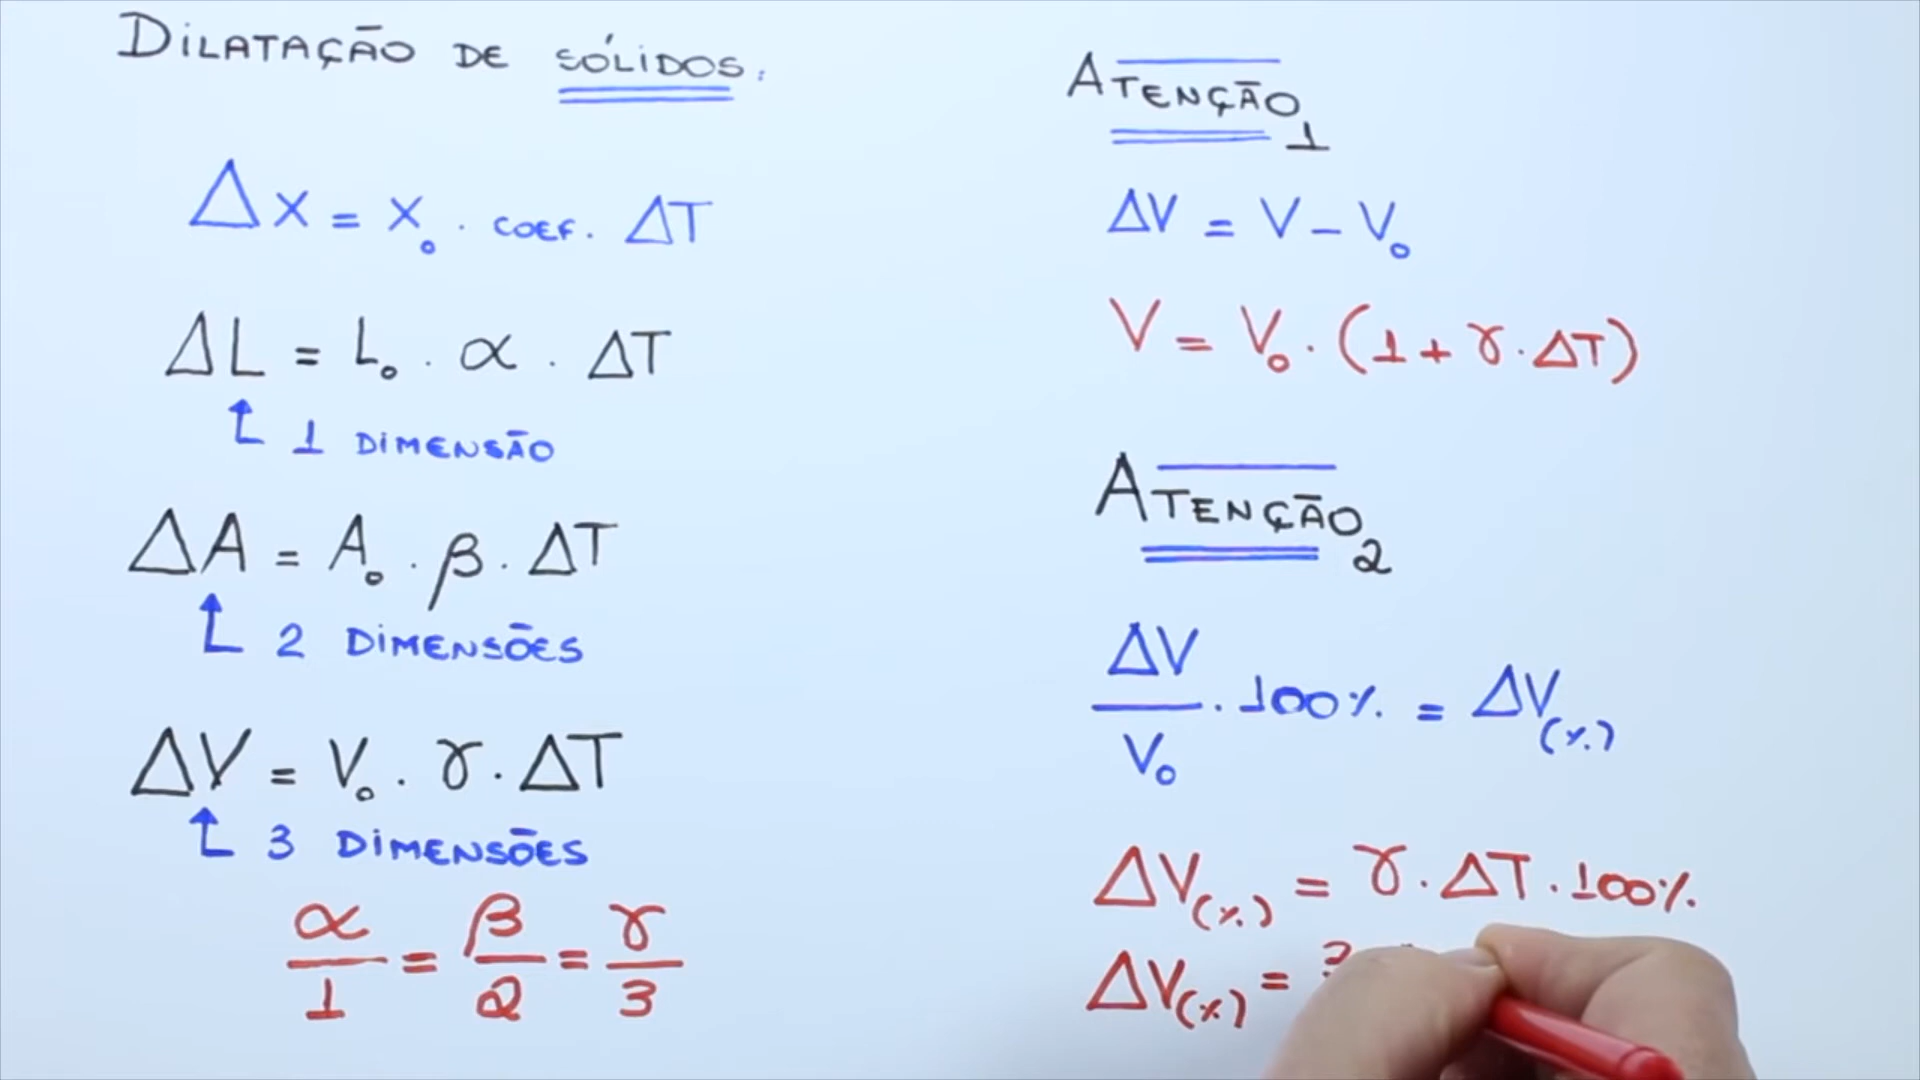 DILATAÇÃO DE SÓLIDOS.
Δx = x₀ · COEF. ΔT
ΔL = L₀ · α · ΔT
1 DIMENSÃO
ΔA = A₀ · β · ΔT
2 DIMENSÕES
ΔV = V₀ · γ · ΔT
3 DIMENSÕES
α/1 = β/2 = γ/3
ATENÇÃO 1
ΔV = V - V₀
V = V₀ · (1 + γ · ΔT)
ATENÇÃO 2
ΔV/V₀ · 100% = ΔV(%)
ΔV(%) = γ · ΔT · 100%
ΔV(%) =